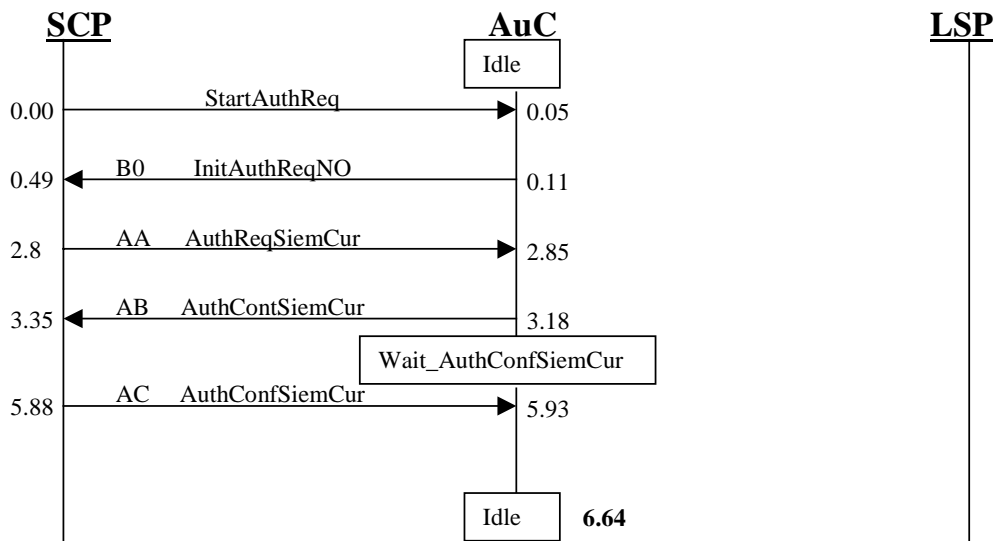 SCP AuC LSP
Idle
0.00 StartAuthReq 0.05
0.49 B0 InitAuthReqNO 0.11
2.8 AA AuthReqSiemCur 2.85
3.35 AB AuthContSiemCur 3.18
Wait_AuthConfSiemCur
5.88 AC AuthConfSiemCur 5.93
Idle 6.64